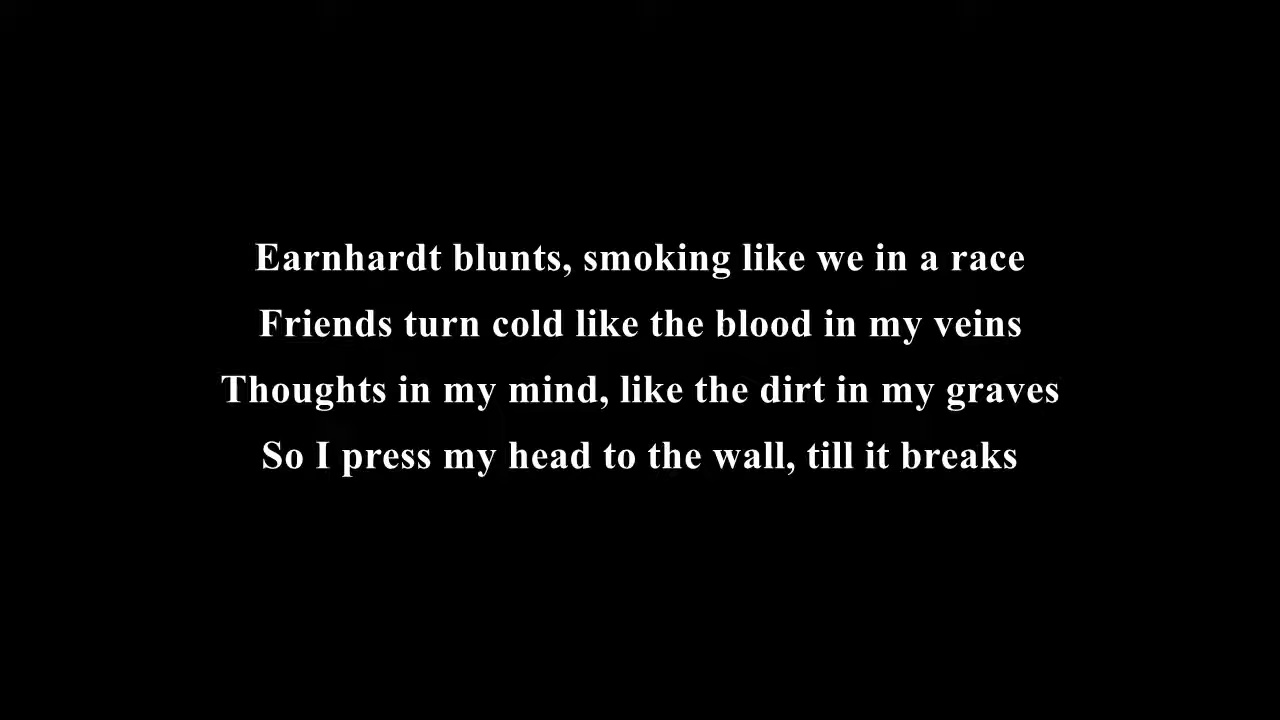 Earnhardt blunts, smoking like we in a race
Friends turn cold like the blood in my veins
Thoughts in my mind, like the dirt in my graves
So I press my head to the wall, till it breaks